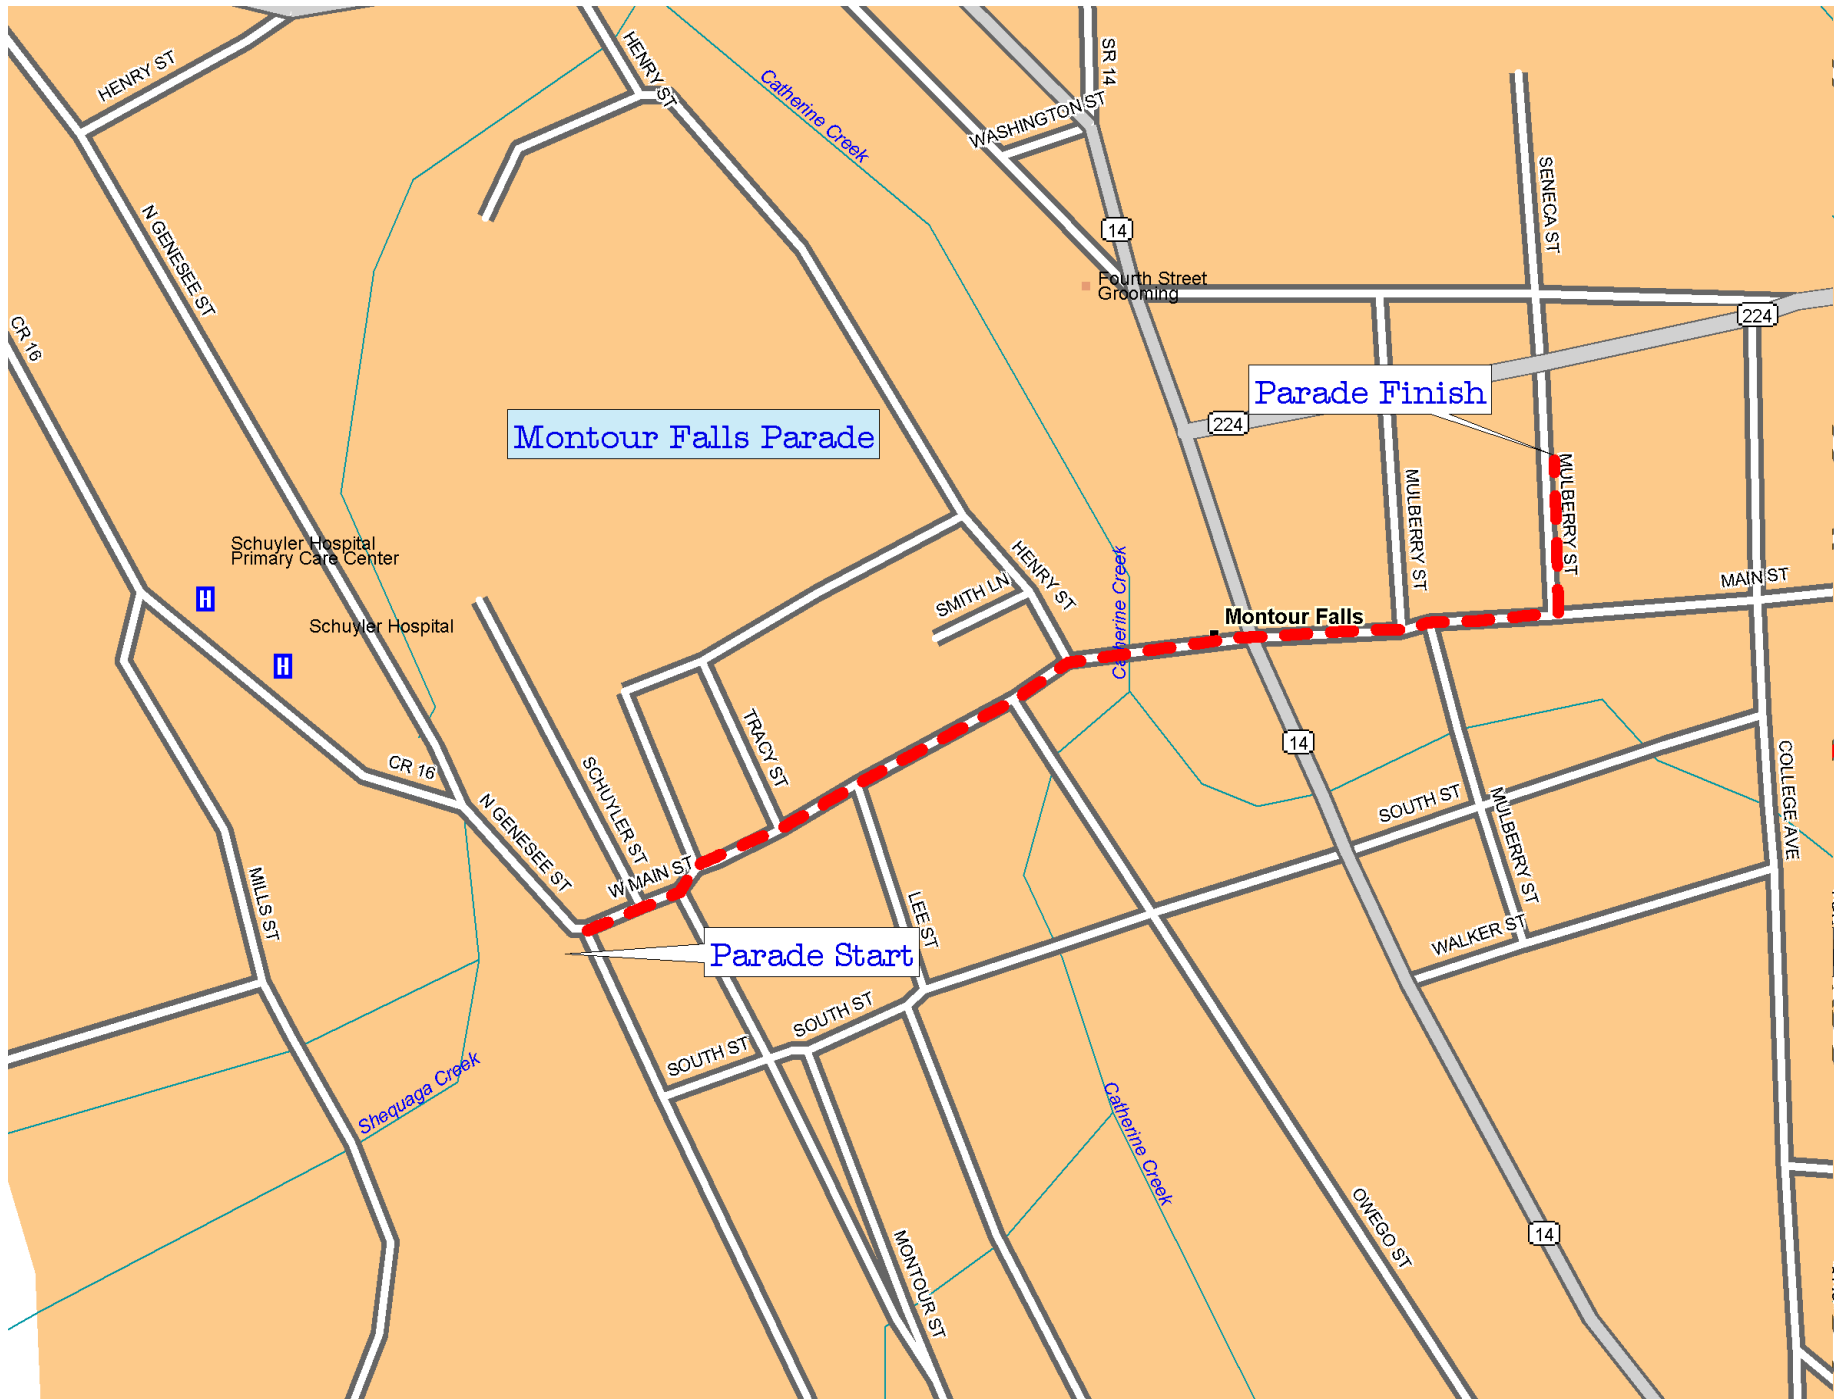 HENRY ST
HENRY ST
SR 14
Catherine Creek
WASHINGTON ST
SENECA ST
N GENESEE ST
14
Fourth Street
Grooming
CR 16
224
Parade Finish
224
Montour Falls Parade
MULBERRY ST
MULBERRY ST
Schuyler Hospital
Primary Care Center
H
HENRY ST
SMITH LN
Catherine Creek
MAIN ST
Montour Falls
Schuyler Hospital
H
TRACY ST
14
CR 16
SCHUYLER ST
COLLEGE AVE
N GENESEE ST
SOUTH ST
MULBERRY ST
W MAIN ST
MILLS ST
LEE ST
WALKER ST
Parade Start
SOUTH ST
SOUTH ST
Shequaga Creek
Catherine Creek
OWEGO ST
14
MONTOUR ST